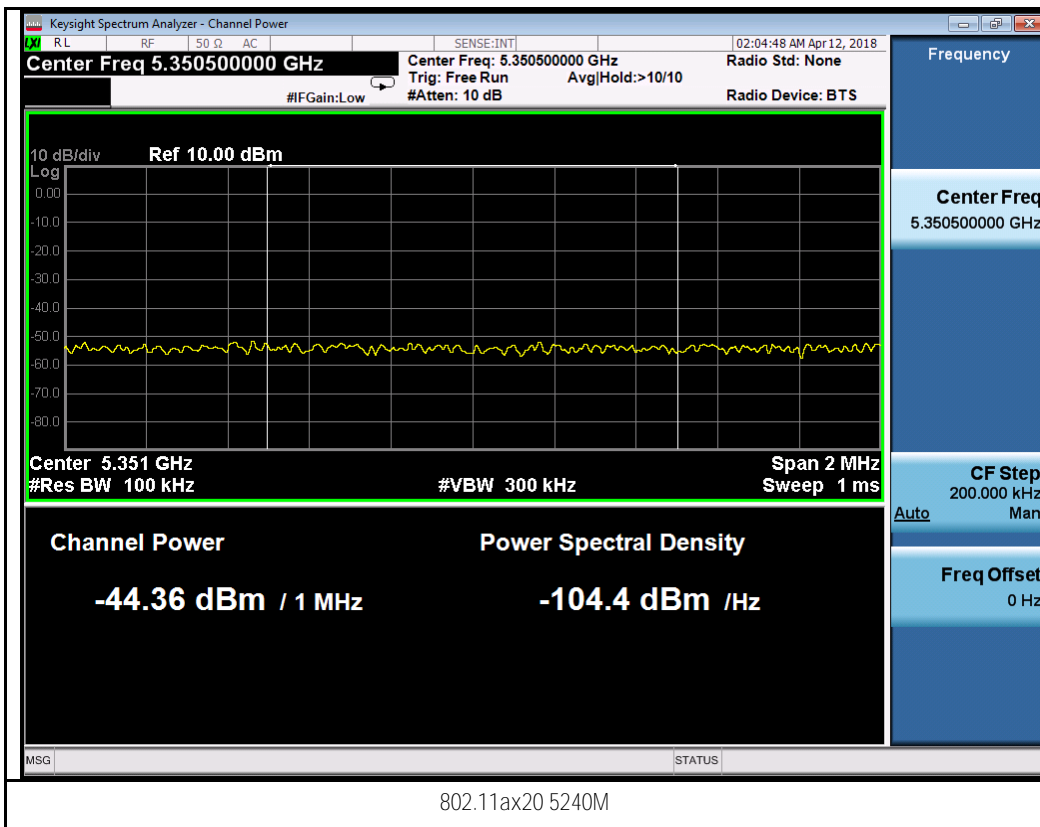 Keysight Spectrum Analyzer - Channel Power
LXI RL RF 50 Ω AC SENSE:INT 02:04:48 AM Apr 12, 2018
Center Freq 5.350500000 GHz
#IFGain:Low
Center Freq: 5.350500000 GHz
Trig: Free Run Avg|Hold:>10/10
#Atten: 10 dB
Radio Std: None
Radio Device: BTS
10 dB/div Ref 10.00 dBm
Log
0.00
-10.0
-20.0
-30.0
-40.0
-50.0
-60.0
-70.0
-80.0
Center 5.351 GHz Span 2 MHz
#Res BW 100 kHz #VBW 300 kHz Sweep 1 ms
Channel Power Power Spectral Density
-44.36 dBm / 1 MHz -104.4 dBm /Hz
MSG STATUS
Frequency
Center Freq
5.350500000 GHz
CF Step
200.000 kHz
Auto Man
Freq Offset
0 Hz
802.11ax20 5240M